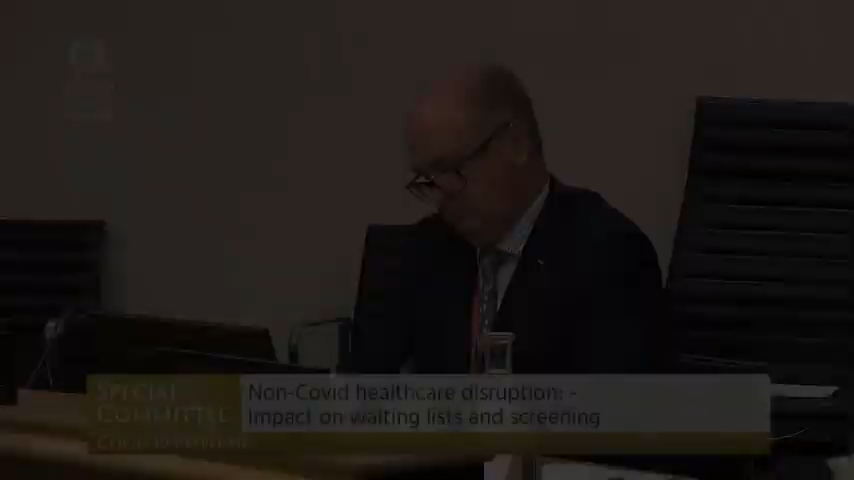 SPECIAL
COMMITTEE
Non-Covid healthcare disruption: -
Impact on waiting lists and screening